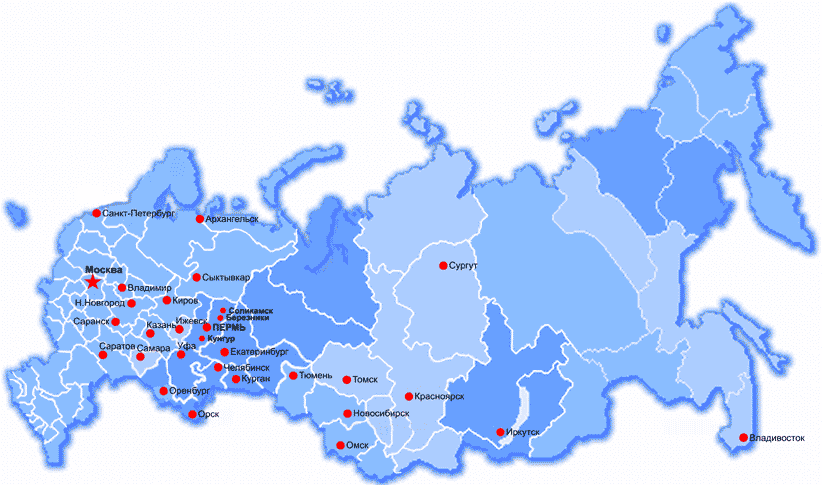 Санкт-Петербург
Архангельск
Москва
Сыктывкар
Сургут
Владимир
Н.Новгород
Киров
Соликамск
Березники
Саранск
Казань
Ижевск
ПЕРМЬ
Кунгур
Саратов
Самара
Уфа
Екатеринбург
Челябинск
Курган
Тюмень
Томск
Оренбург
Красноярск
Орск
Новосибирск
Иркутск
Владивосток
Омск